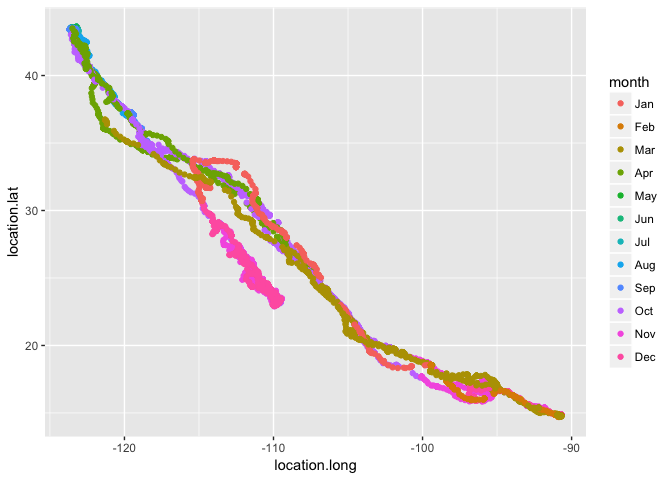 40
30
20
location.lat
-120
-110
-100
-90
location.long
month
Jan
Feb
Mar
Apr
May
Jun
Jul
Aug
Sep
Oct
Nov
Dec